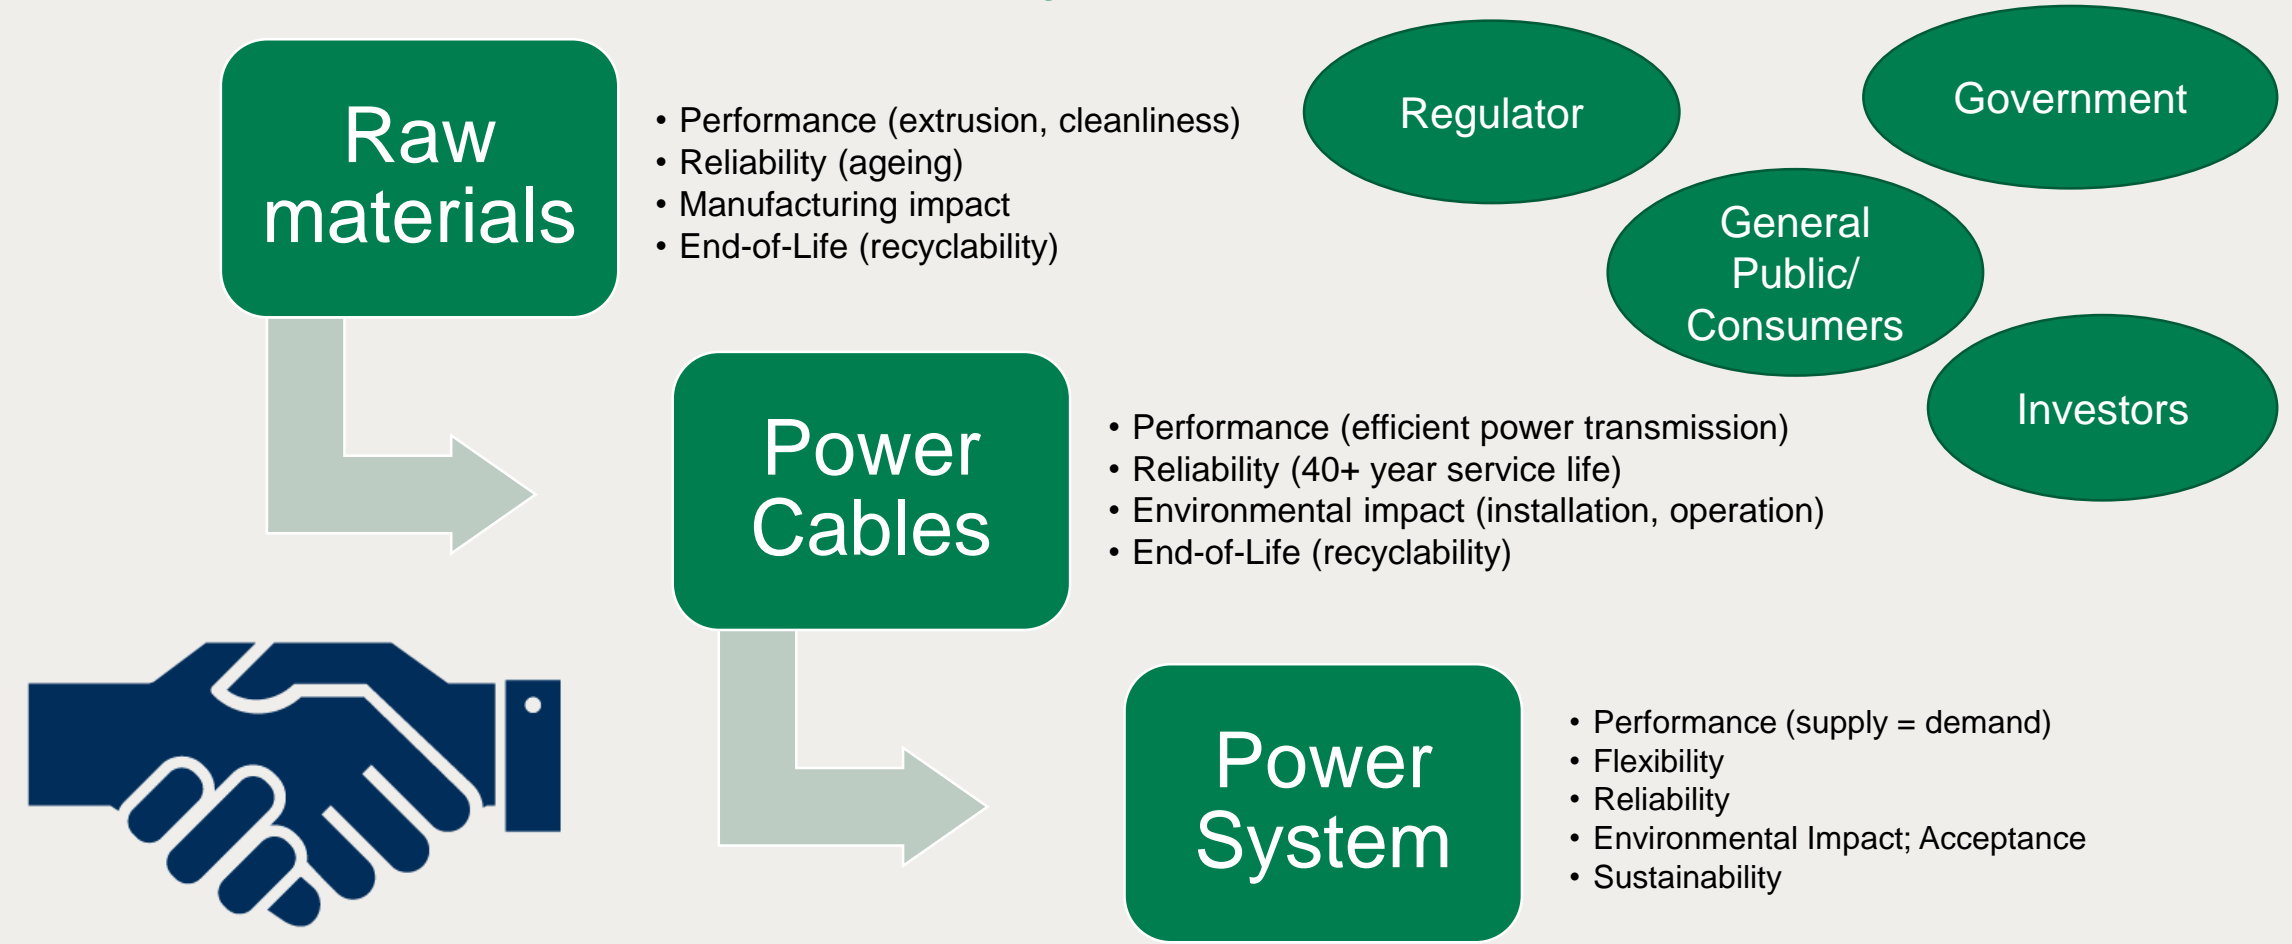 Raw
materials
• Performance (extrusion, cleanliness)
• Reliability (ageing)
• Manufacturing impact
• End-of-Life (recyclability)
Regulator
Government
General
Public/
Consumers
Investors
Power
Cables
• Performance (efficient power transmission)
• Reliability (40+ year service life)
• Environmental impact (installation, operation)
• End-of-Life (recyclability)
Power
System
• Performance (supply = demand)
• Flexibility
• Reliability
• Environmental Impact; Acceptance
• Sustainability